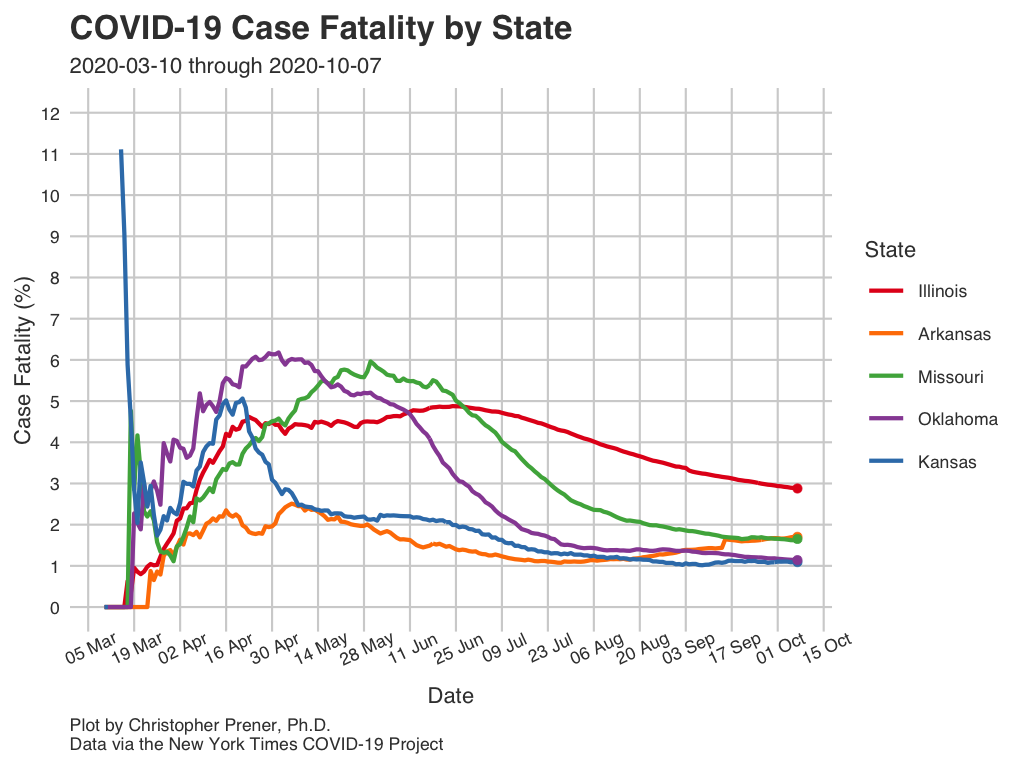 COVID-19 Case Fatality by State
2020-03-10 through 2020-10-07
12
11
10
9
8
7
6
5
4
3
2
1
0
Case Fatality (%)
05 Mar
19 Mar
02 Apr
16 Apr
30 Apr
14 May
28 May
11 Jun
25 Jun
09 Jul
23 Jul
06 Aug
20 Aug
03 Sep
17 Sep
01 Oct
15 Oct
Date
State
Illinois
Arkansas
Missouri
Oklahoma
Kansas
Plot by Christopher Prener, Ph.D.
Data via the New York Times COVID-19 Project